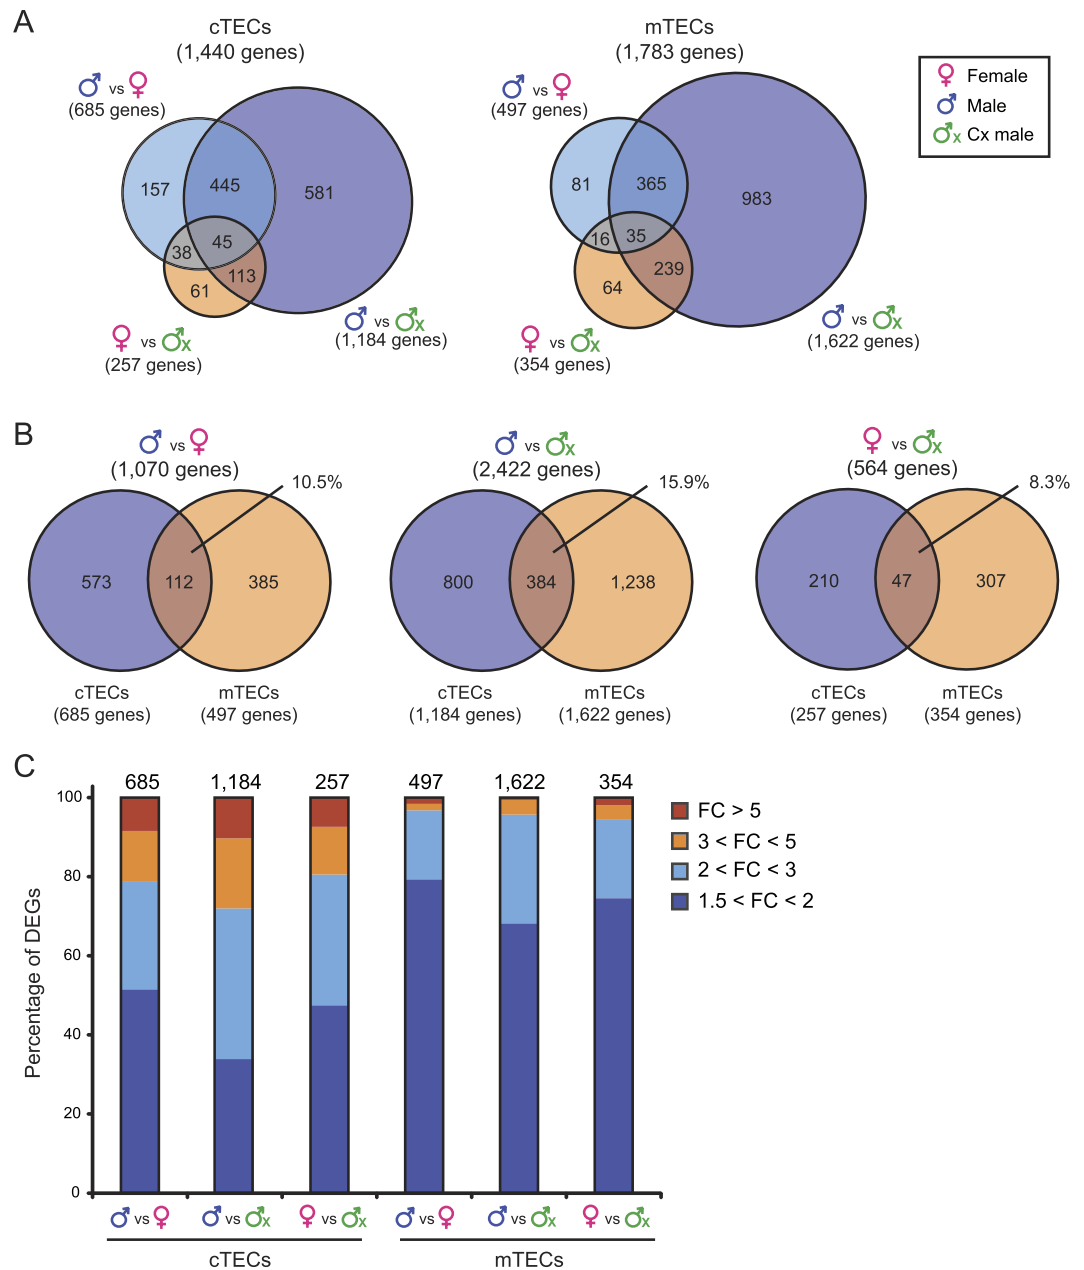 A
cTECs
(1,440 genes)
♂ vs ♀
(685 genes)
157
445
581
38
45
113
61
♀ vs ♂X
(257 genes)
♂ vs ♂X
(1,184 genes)
mTECs
(1,783 genes)
♂ vs ♀
(497 genes)
81
365
983
16
35
239
64
♀ vs ♂X
(354 genes)
♂ vs ♂X
(1,622 genes)
♀ Female
♂ Male
♂X Cx male
B
♂ vs ♀
(1,070 genes)
10.5%
573
112
385
cTECs
(685 genes)
mTECs
(497 genes)
♂ vs ♂X
(2,422 genes)
15.9%
800
384
1,238
cTECs
(1,184 genes)
mTECs
(1,622 genes)
♀ vs ♂X
(564 genes)
8.3%
210
47
307
cTECs
(257 genes)
mTECs
(354 genes)
C
Percentage of DEGs
100
80
60
40
20
0
685
1,184
257
497
1,622
354
♂ vs ♀
♂ vs ♂X
♀ vs ♂X
♂ vs ♀
♂ vs ♂X
♀ vs ♂X
cTECs
mTECs
FC > 5
3 < FC < 5
2 < FC < 3
1.5 < FC < 2